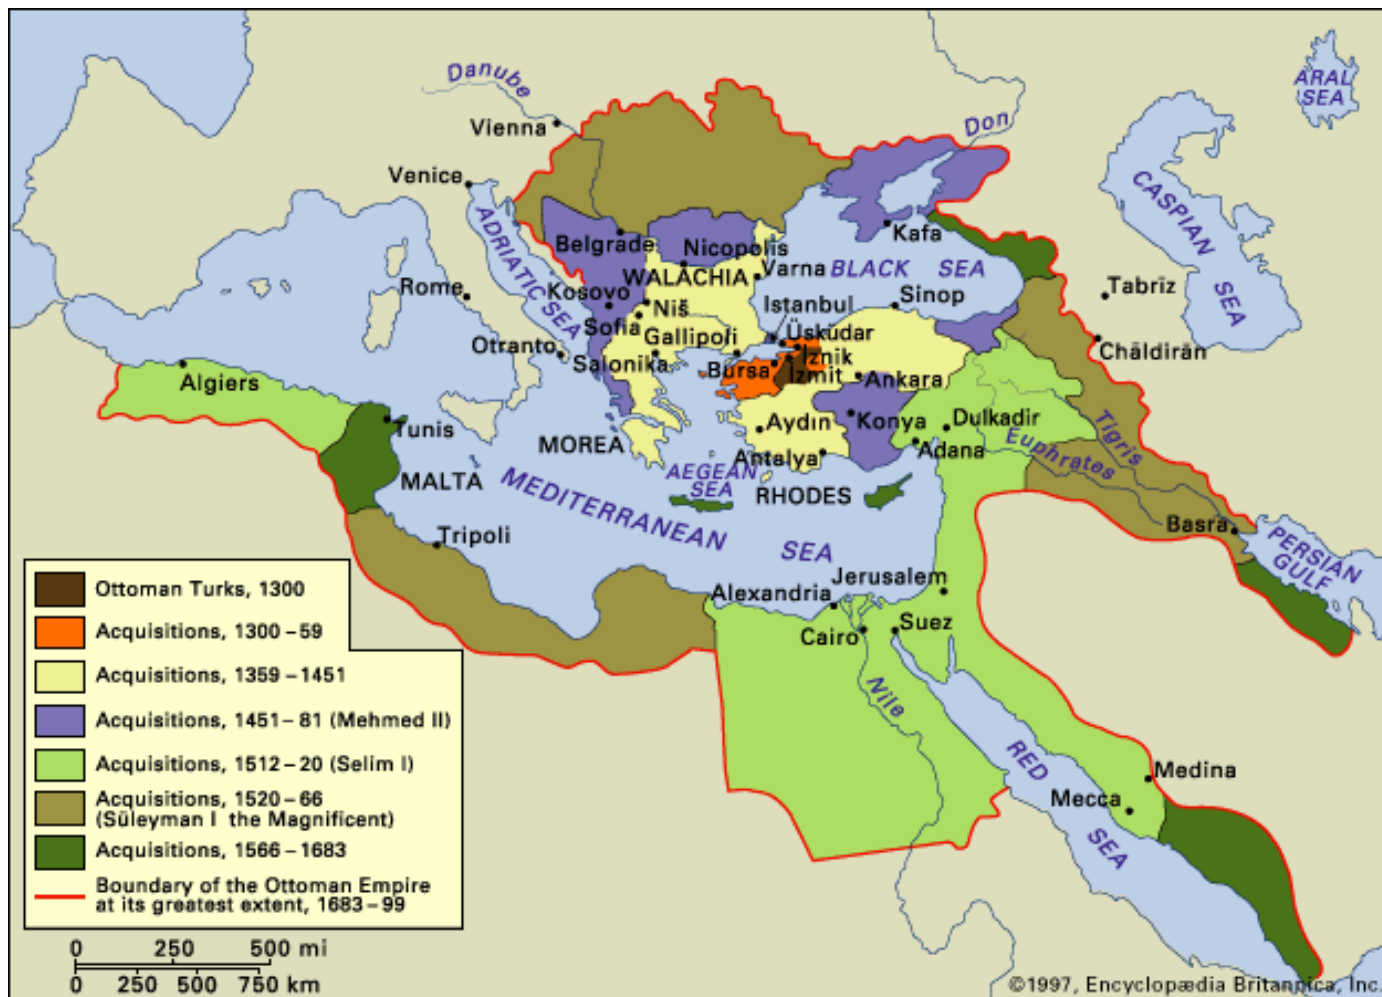 Danube
Vienna
Don
ARAL
SEA
Venice
ADRIATIC SEA
CASPIAN
SEA
Belgrade
Nicopolis
Kafa
WALACHIA
Varna
BLACK SEA
Rome
Kosovo
Niš
Istanbul
Sinop
Tabrīz
Sofia
Gallipoli
Üsküdar
Otranto
Salonika
Bursa
İznik
İzmit
Ankara
Chāldirān
Algiers
Tunis
MOREA
Aydın
Konya
Dulkadir
Adana
Euphrates
Tigris
Antalya
MALTA
AEGEAN
SEA
RHODES
MEDITERRANEAN
SEA
Basra
Tripoli
PERSIAN
GULF
Jerusalem
Alexandria
Cairo
Suez
Nile
RED
SEA
Medina
Mecca
Ottoman Turks, 1300
Acquisitions, 1300–59
Acquisitions, 1359–1451
Acquisitions, 1451–81 (Mehmed II)
Acquisitions, 1512–20 (Selim I)
Acquisitions, 1520–66
(Süleyman I the Magnificent)
Acquisitions, 1566–1683
Boundary of the Ottoman Empire
at its greatest extent, 1683–99
0 250 500 mi
0 250 500 750 km
©1997, Encyclopædia Britannica, Inc.